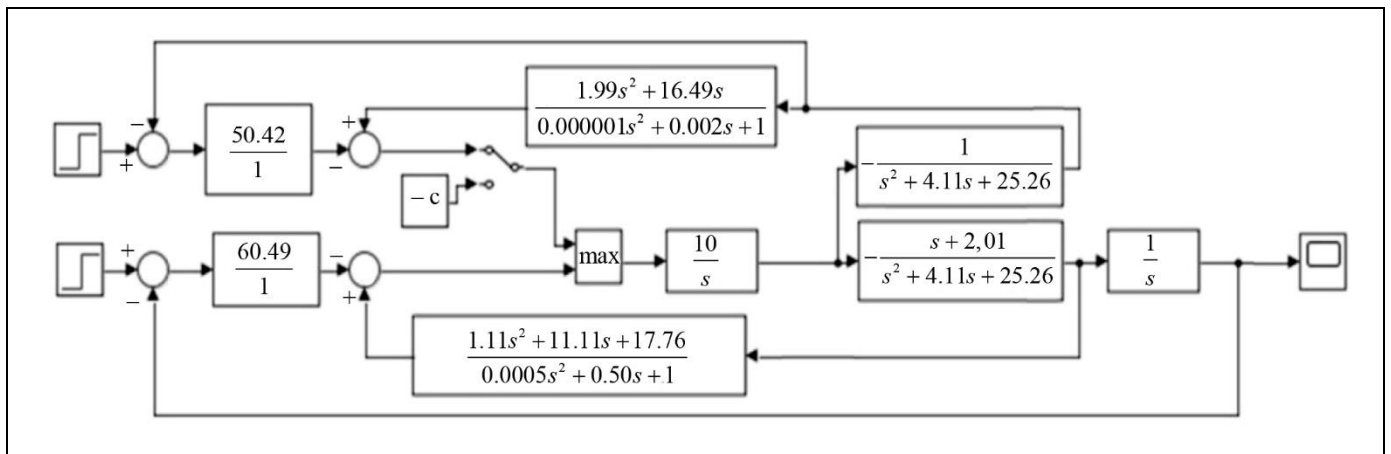 − +
50.42
1
+ −
1.99s² + 16.49s
0.000001s² + 0.002s + 1
− 1
s² + 4.11s + 25.26
− c
+ −
60.49
1
− +
max
10
s
− s + 2,01
s² + 4.11s + 25.26
1
s
1.11s² + 11.11s + 17.76
0.0005s² + 0.50s + 1